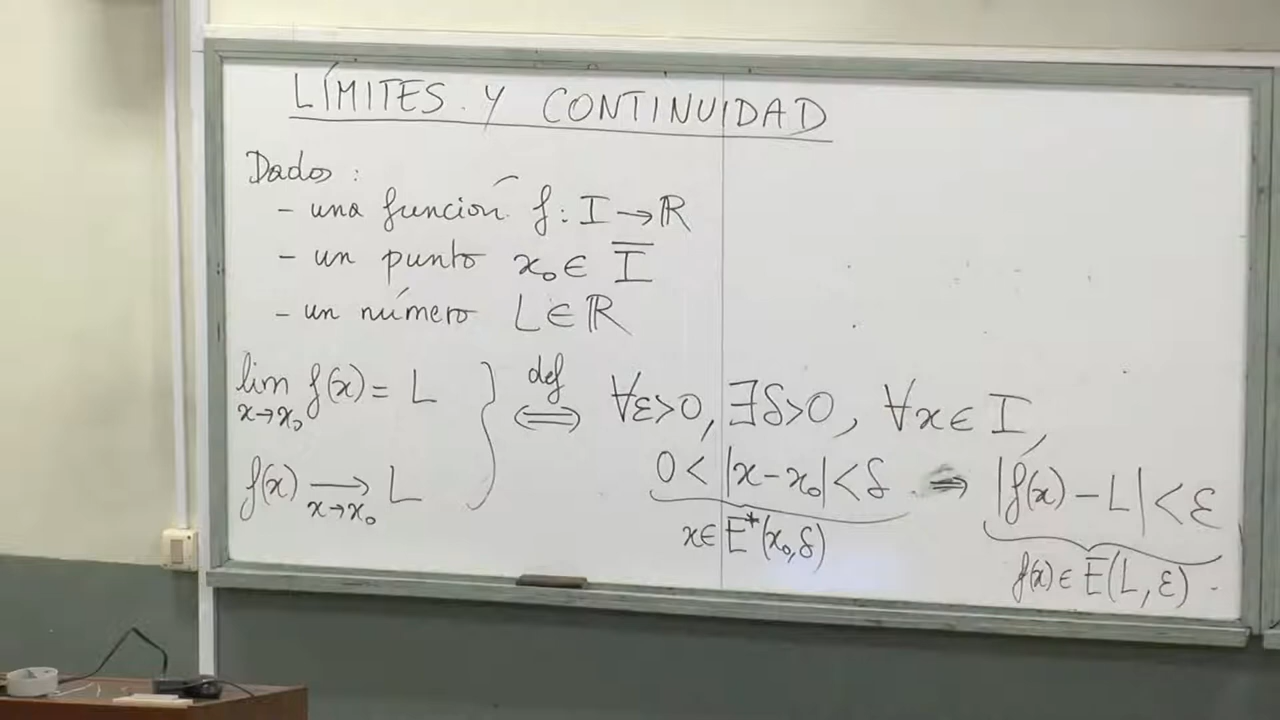 LÍMITES Y CONTINUIDAD
Dados:
- una función f: I → ℝ
- un punto x₀ ∈ I̅
- un número L ∈ ℝ
lim f(x) = L } def ∀ε>0, ∃δ>0, ∀x ∈ I,
x→x₀ ⟺
f(x) → L 0 < |x-x₀| < δ ⇒ |f(x) - L| < ε
x→x₀ x ∈ E*(x₀,δ) f(x) ∈ E(L, ε).